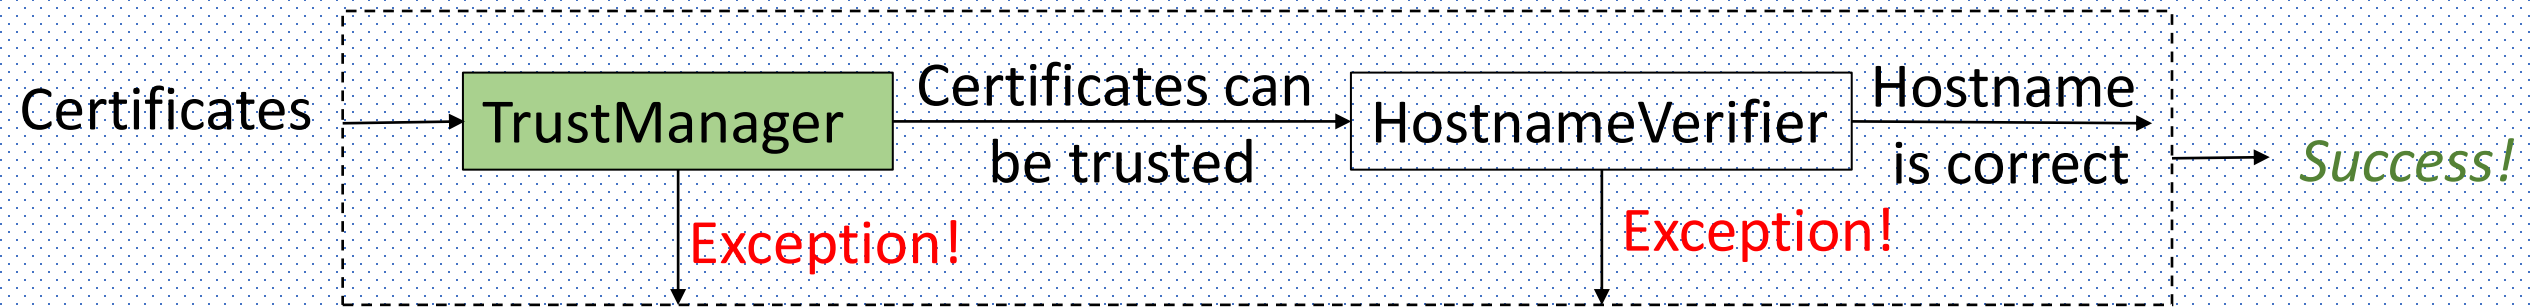 Certificates
TrustManager
Certificates can
be trusted
HostnameVerifier
Hostname
is correct
Success!
Exception!
Exception!